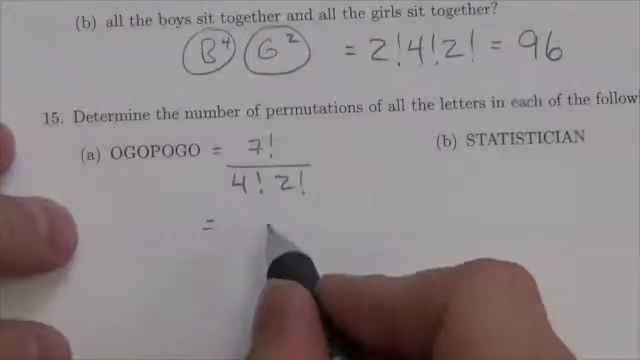 (b) all the boys sit together and all the girls sit together?
B⁴ G² = 2!4!2! = 96
15. Determine the number of permutations of all the letters in each of the
(a) OGOPOGO = 7! / 4! 2! (b) STATISTICIAN
=